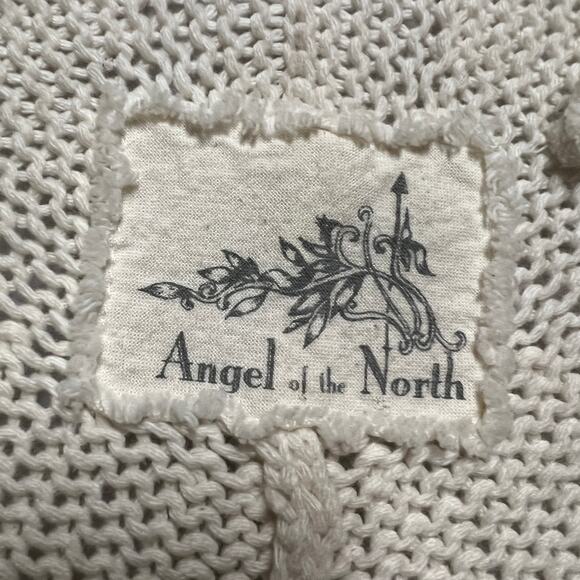 Angel of the North